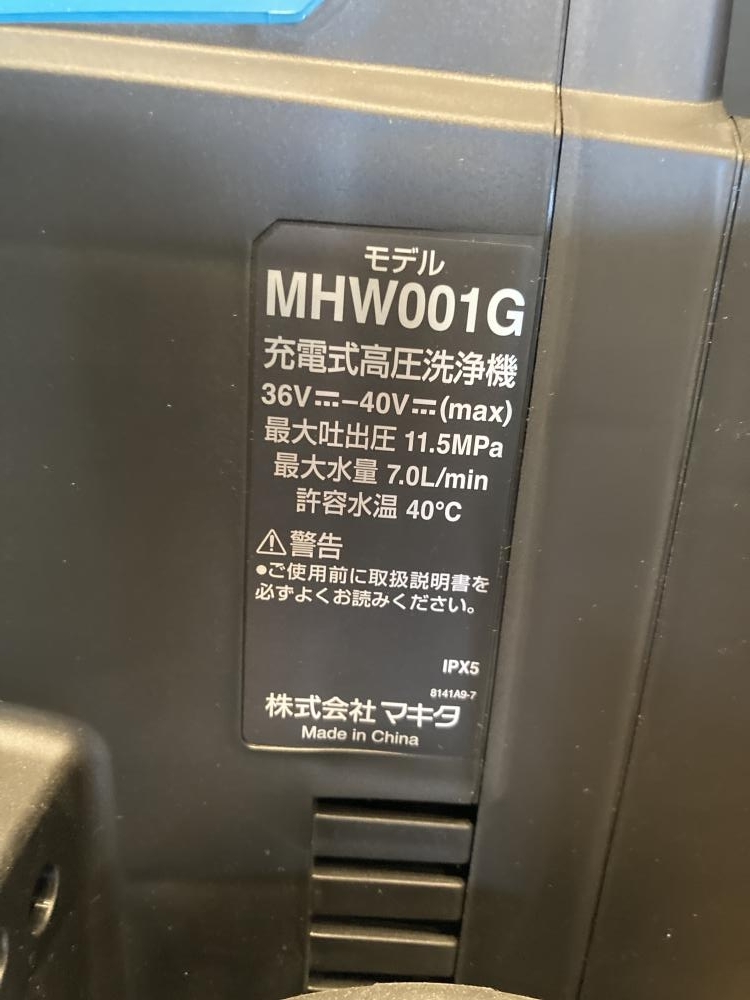 モデル
MHW001G
充電式高圧洗浄機
36V⎓–40V⎓(max)
最大吐出圧 11.5MPa
最大水量 7.0L/min
許容水温 40°C
⚠警告
●ご使用前に取扱説明書を
必ずよくお読みください。
IPX5
8141A9-7
株式会社 マキタ
Made in China